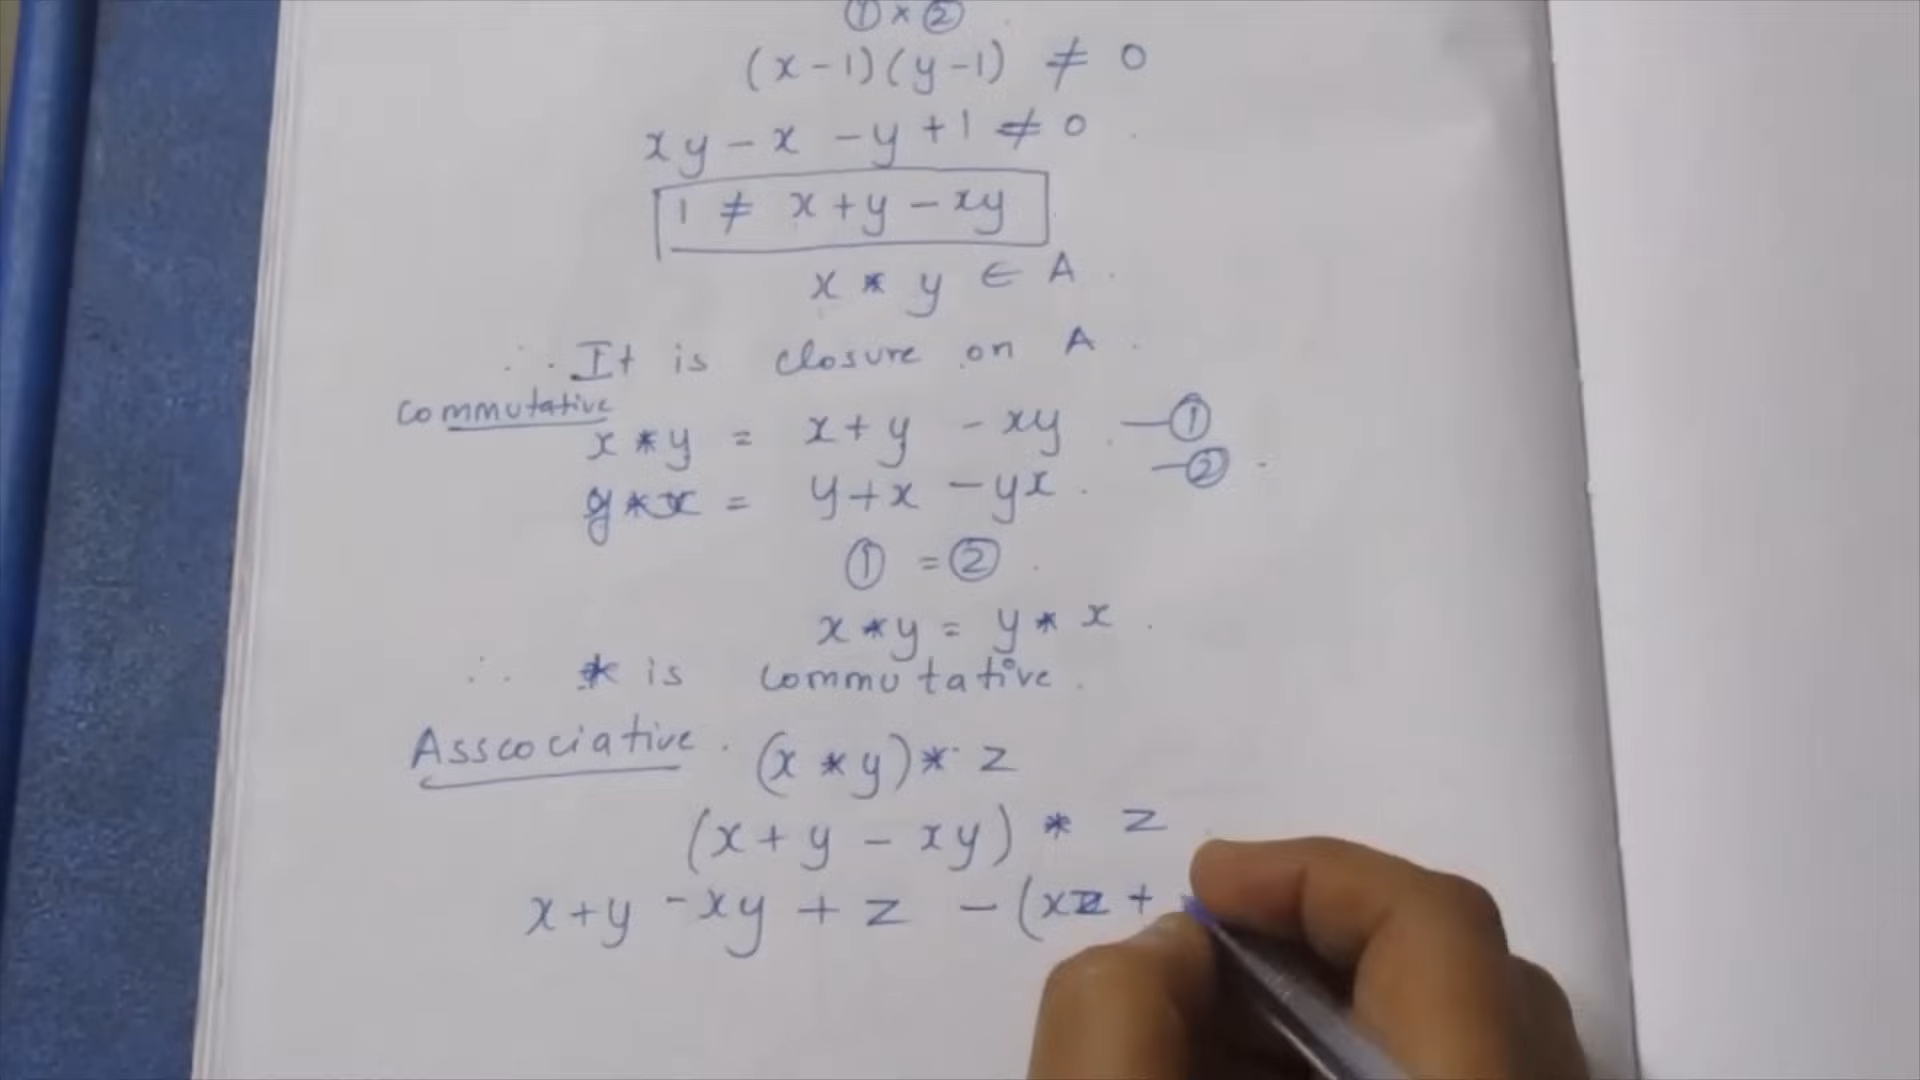 ① × ②
(x-1)(y-1) ≠ 0
xy - x - y + 1 ≠ 0
1 ≠ x+y - xy
x * y ∈ A.
∴ It is closure on A.
Commutative
x * y = x + y - xy. —①
y * x = y + x - yx. —②.
① = ②.
x * y = y * x.
∴ * is commutative.
Asscociative. (x * y) * z
(x + y - xy) * z
x + y - xy + z - (xz +